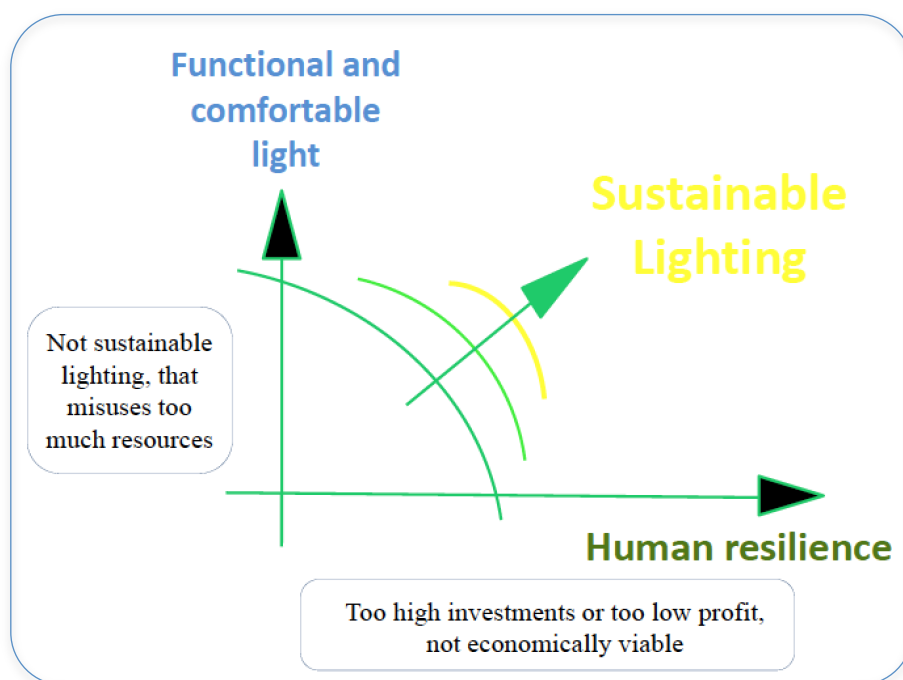 Functional and
comfortable
light
Sustainable
Lighting
Not sustainable
lighting, that
misuses too
much resources
Human resilience
Too high investments or too low profit,
not economically viable